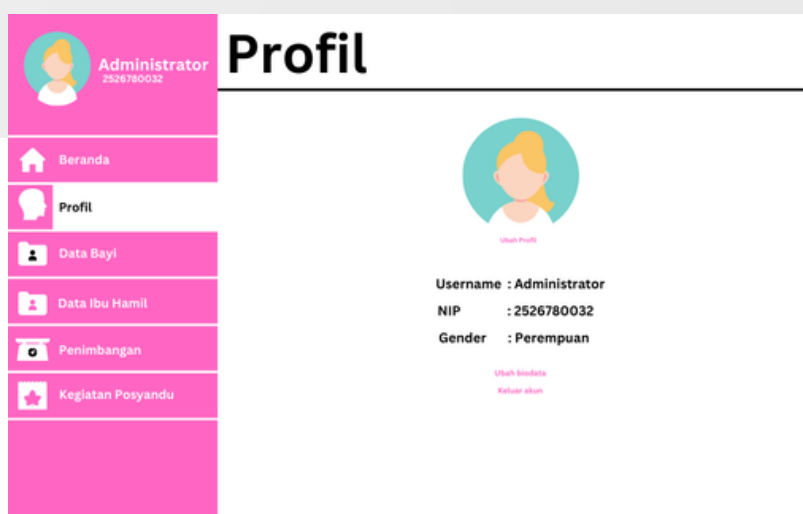 Administrator
2526780032
Beranda
Profil
Data Bayi
Data Ibu Hamil
Penimbangan
Kegiatan Posyandu
Profil
Ubah Profil
Username : Administrator
NIP : 2526780032
Gender : Perempuan
Ubah biodata
Keluar akun